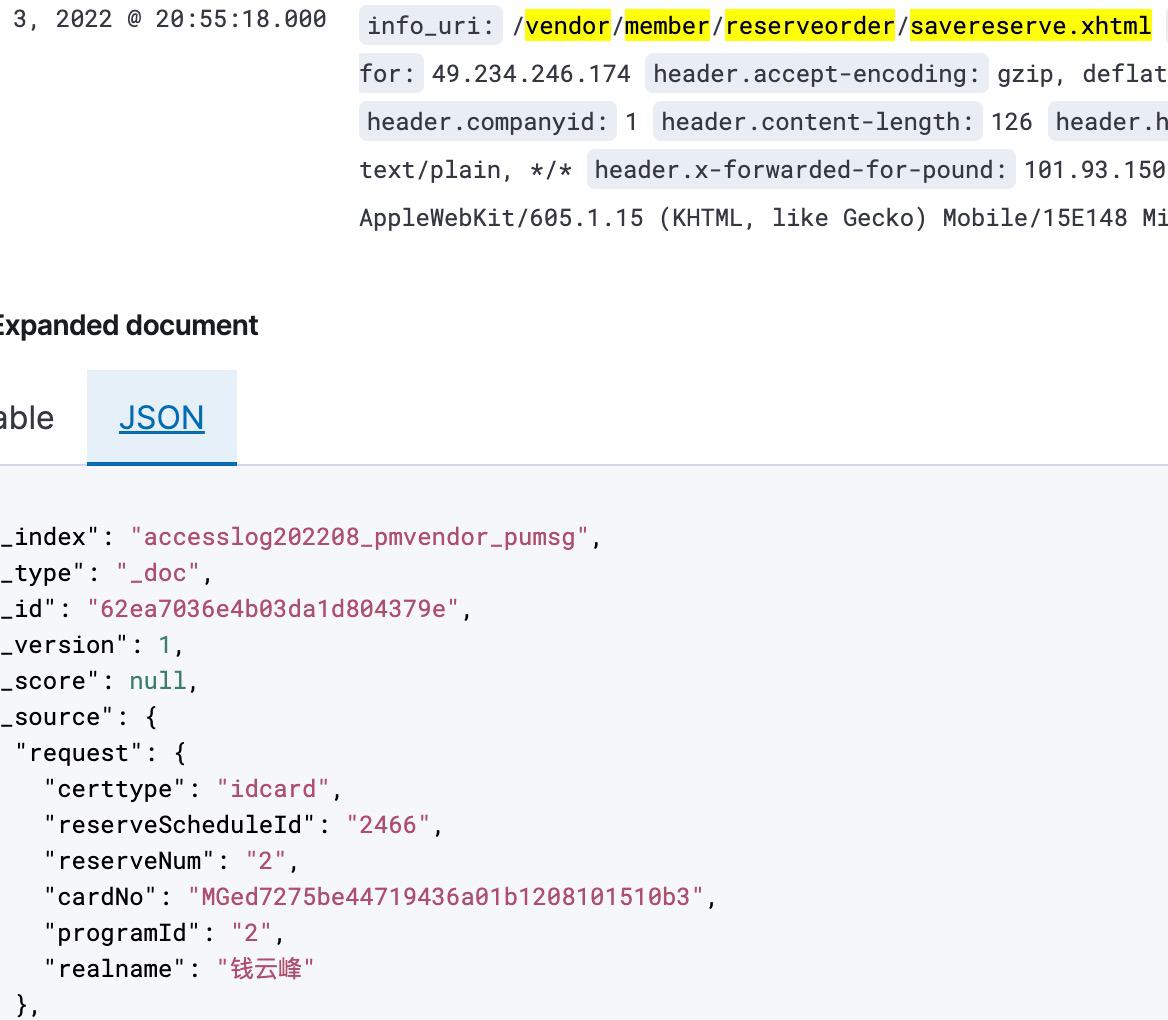 3, 2022 @ 20:55:18.000 info_uri: /vendor/member/reserveorder/savereserve.xhtml
for: 49.234.246.174 header.accept-encoding: gzip, deflat
header.companyid: 1 header.content-length: 126 header.h
text/plain, */* header.x-forwarded-for-pound: 101.93.150
AppleWebKit/605.1.15 (KHTML, like Gecko) Mobile/15E148 Mi
Expanded document
able JSON
_index": "accesslog202208_pmvendor_pumsg",
_type": "_doc",
_id": "62ea7036e4b03da1d804379e",
_version": 1,
_score": null,
_source": {
"request": {
"certtype": "idcard",
"reserveScheduleId": "2466",
"reserveNum": "2",
"cardNo": "MGed7275be44719436a01b1208101510b3",
"programId": "2",
"realname": "钱云峰"
},